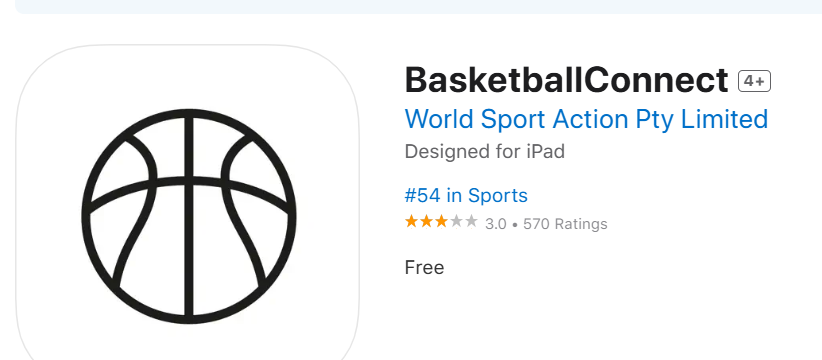 BasketballConnect 4+
World Sport Action Pty Limited
Designed for iPad
#54 in Sports
★★★★★ 3.0 • 570 Ratings
Free